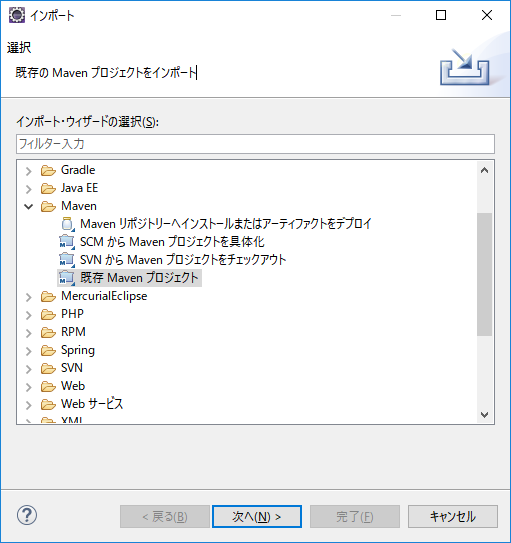 インポート
選択
既存の Maven プロジェクトをインポート
インポート・ウィザードの選択(S):
フィルター入力
Gradle
Java EE
Maven
Maven リポジトリーへインストールまたはアーティファクトをデプロイ
SCM から Maven プロジェクトを具体化
SVN から Maven プロジェクトをチェックアウト
既存 Maven プロジェクト
MercurialEclipse
PHP
RPM
Spring
SVN
Web
Web サービス
XML
< 戻る(B) 次へ(N) > 完了(F) キャンセル